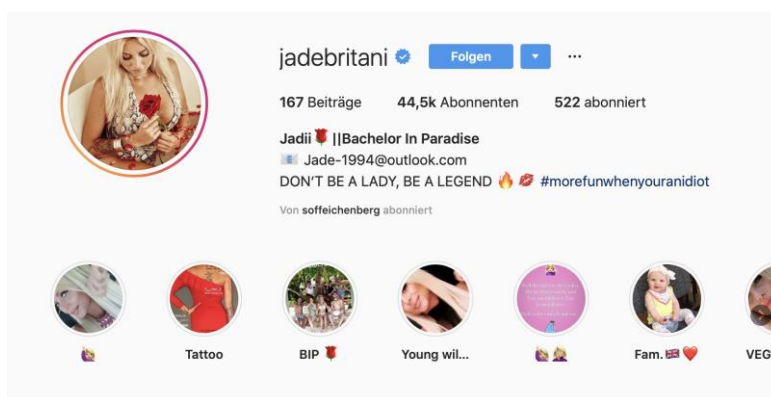 jadebritani Folgen ...
167 Beiträge 44,5k Abonnenten 522 abonniert
Jadii🌹 ||Bachelor In Paradise
📧 Jade-1994@outlook.com
DON'T BE A LADY, BE A LEGEND 🔥 💋 #morefunwhenyouranidiot
Von soffeichenberg abonniert
Tattoo BIP 🌹 Young wil... Fam.🇬🇧❤️ VEG